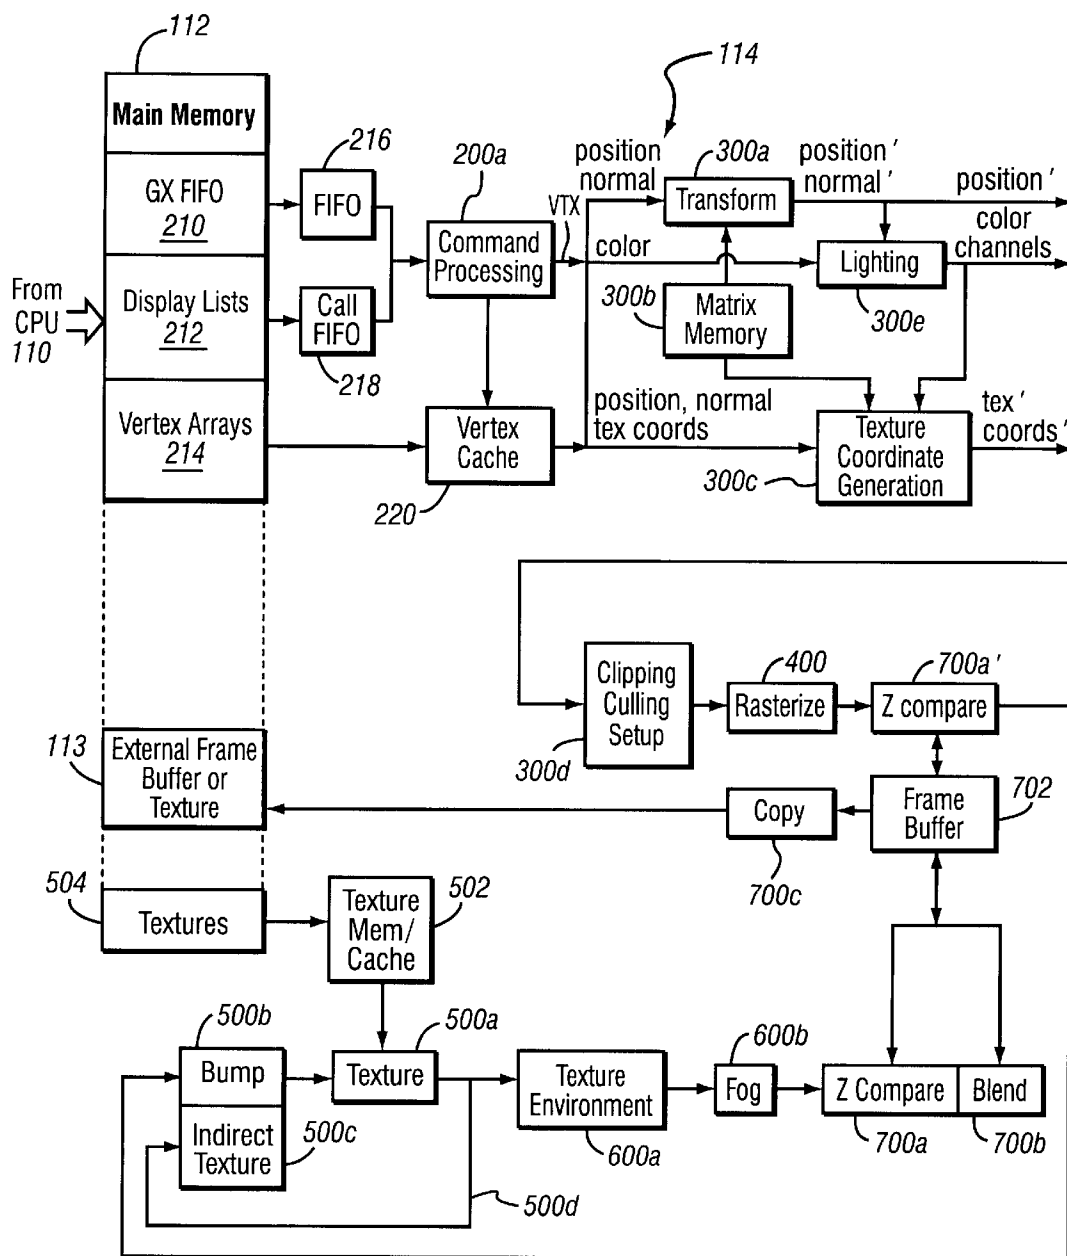 112
Main Memory
GX FIFO
210
Display Lists
212
Vertex Arrays
214
From
CPU
110
216
FIFO
Call
FIFO
218
200a
Command
Processing
VTX
Vertex
Cache
220
114
position
normal
300a
Transform
position ′
normal ′
position ′
color
channels
color
Lighting
300e
300b
Matrix
Memory
position, normal
tex coords
Texture
Coordinate
Generation
300c
tex ′
coords ′
Clipping
Culling
Setup
300d
400
Rasterize
700a ′
Z compare
113
External Frame
Buffer or
Texture
Copy
700c
Frame
Buffer
702
504
Textures
Texture
Mem/
Cache
502
500b
Bump
Indirect
Texture
500c
500a
Texture
500d
Texture
Environment
600a
600b
Fog
Z Compare
700a
Blend
700b